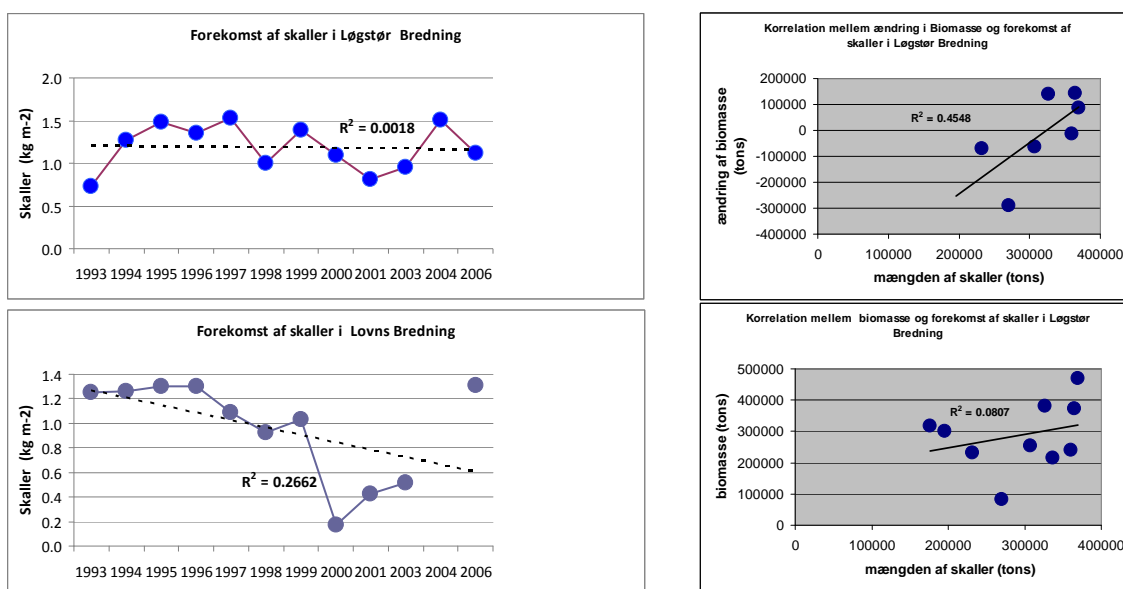 Forekomst af skaller i Løgstør Bredning
Skaller (kg m-2)
2.0
1.5
1.0
0.5
0.0
R² = 0.0018
1993 1994 1995 1996 1997 1998 1999 2000 2001 2003 2004 2006
Korrelation mellem ændring i Biomasse og forekomst af
skaller i Løgstør Bredning
ændring af biomasse
(tons)
200000
100000
0
-100000
-200000
-300000
-400000
R² = 0.4548
0 100000 200000 300000 400000
mængden af skaller (tons)
Forekomst af skaller i Lovns Bredning
Skaller (kg m-2)
1.4
1.2
1.0
0.8
0.6
0.4
0.2
0.0
R² = 0.2662
1993 1994 1995 1996 1997 1998 1999 2000 2001 2003 2004 2006
Korrelation mellem biomasse og forekomst af skaller i Løgstør
Bredning
biomasse (tons)
500000
400000
300000
200000
100000
0
R² = 0.0807
0 100000 200000 300000 400000
mængden af skaller (tons)